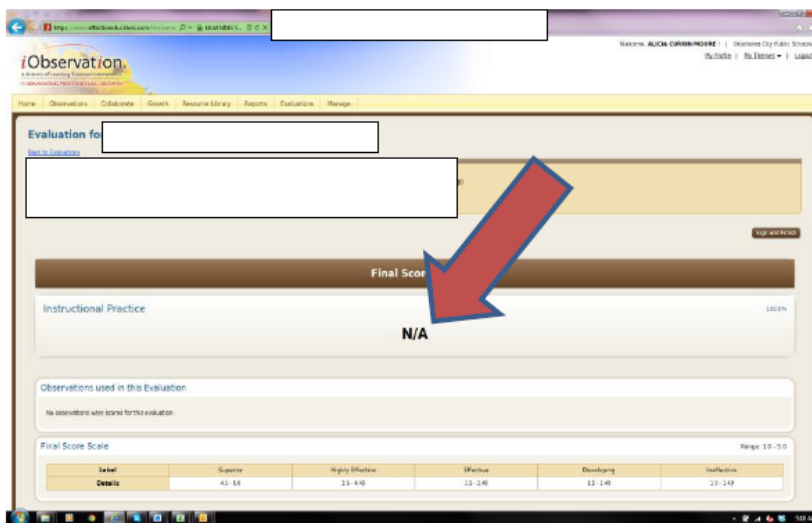 Welcome, ALICIA CURRIN-MOORE ! | Oklahoma City Public Schools
My Profile | My Themes | Logout
iObservation.
Home Observations Collaborate Growth Resource Library Reports Evaluations Manage
Evaluation fo
Back to Evaluations
Sign and Finish
Final Scor
Instructional Practice 100.0%
N/A
Observations used in this Evaluation
No observations were scored for this evaluation.
Final Score Scale Range: 1.0 - 5.0
Label Superior Highly Effective Effective Developing Ineffective
Details 4.5 - 5.0 3.5 - 4.49 2.5 - 3.49 1.5 - 2.49 1.0 - 1.49